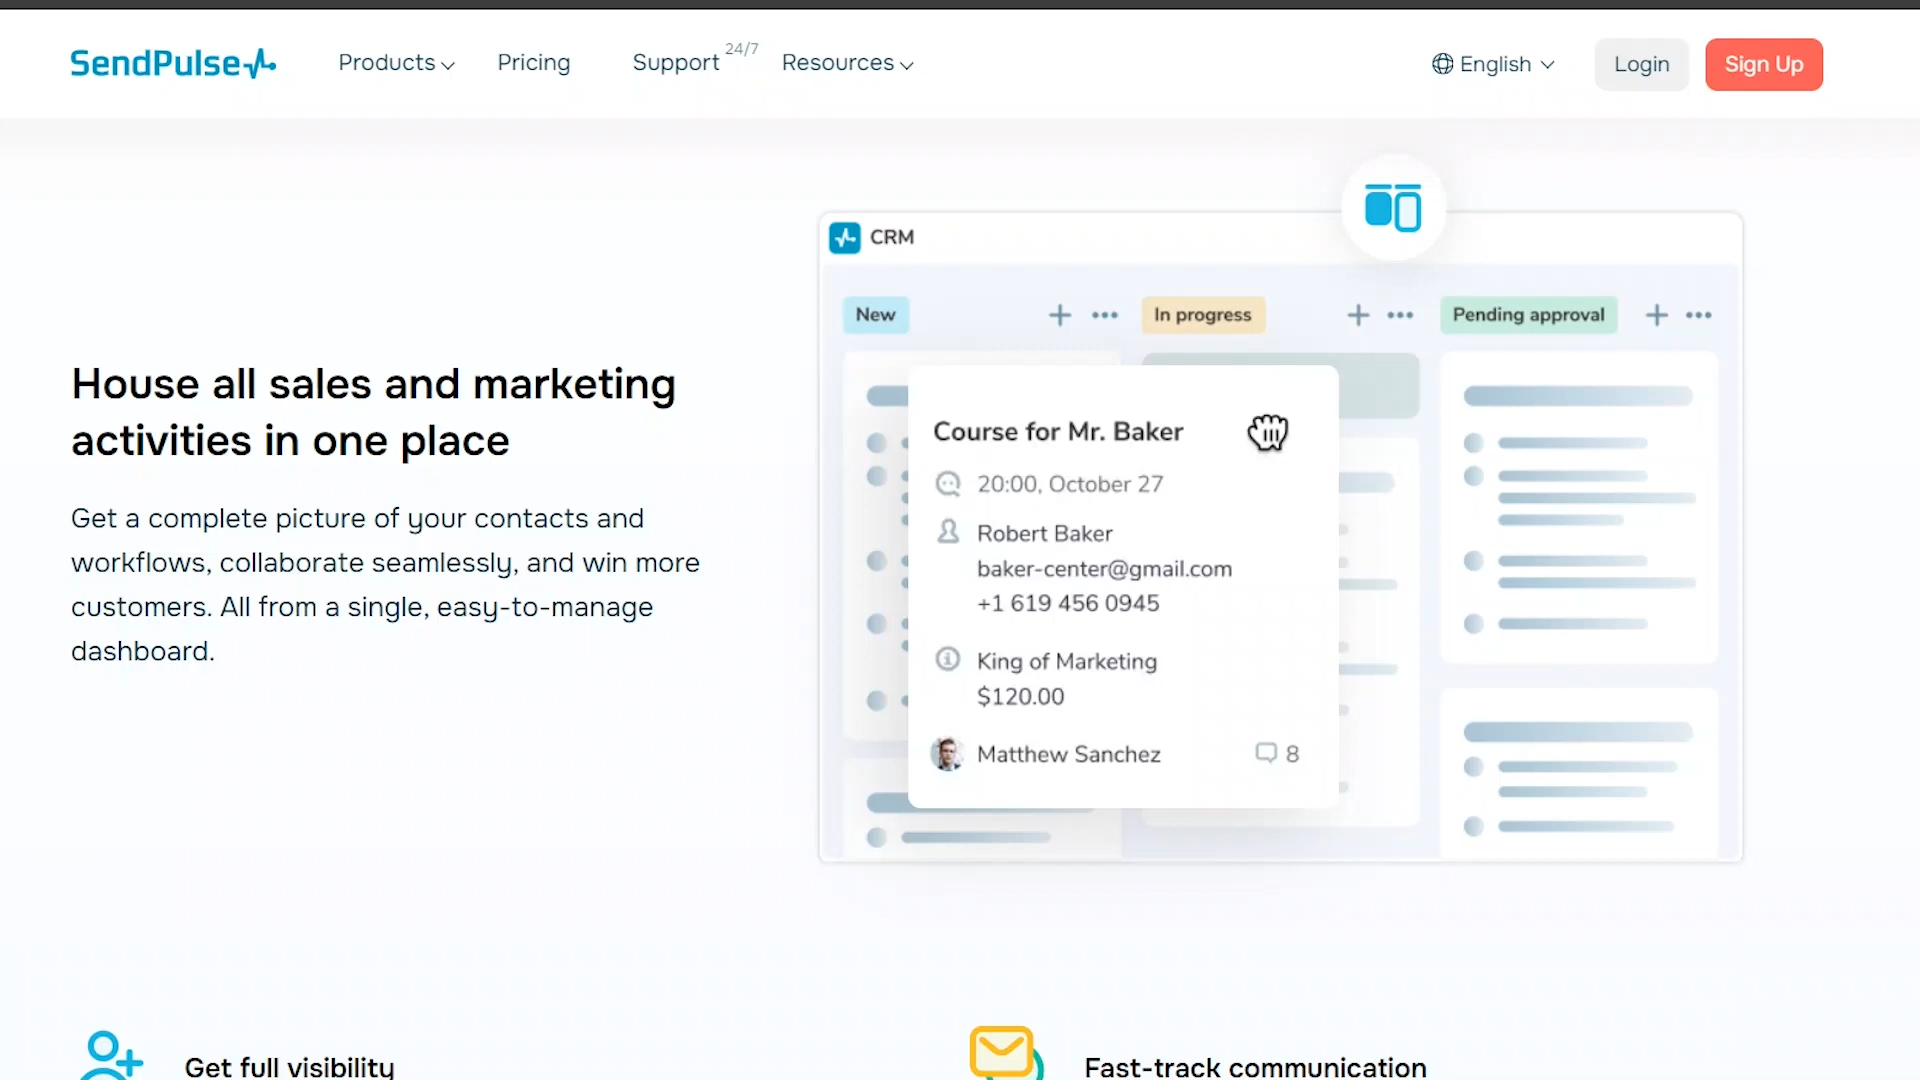 SendPulse
Products
Pricing
Support 24/7
Resources
English
Login
Sign Up
House all sales and marketing
activities in one place
Get a complete picture of your contacts and
workflows, collaborate seamlessly, and win more
customers. All from a single, easy-to-manage
dashboard.
CRM
New
In progress
Pending approval
Course for Mr. Baker
20:00, October 27
Robert Baker
baker-center@gmail.com
+1 619 456 0945
King of Marketing
$120.00
Matthew Sanchez
8
Get full visibility
Fast-track communication